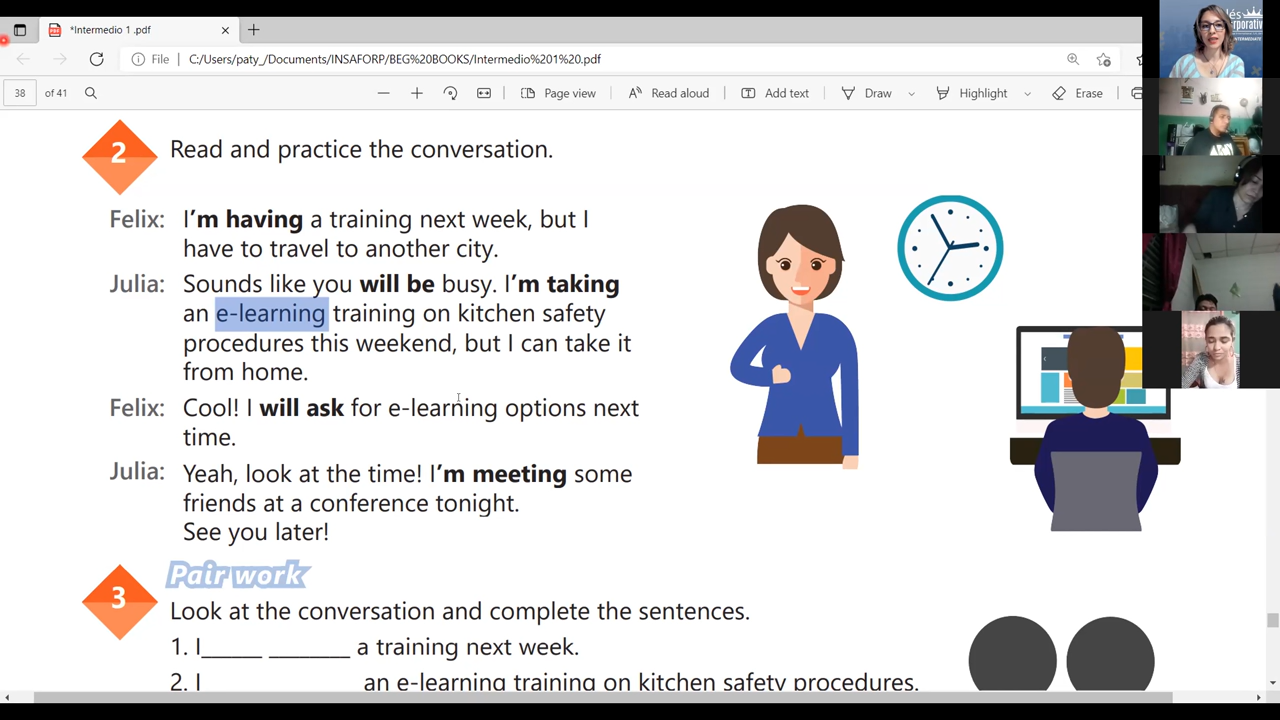 *Intermedio 1 .pdf
File C:/Users/paty_/Documents/INSAFORP/BEG%20BOOKS/Intermedio%201%20.pdf
38 of 41 Page view Read aloud Add text Draw Highlight Erase
2 Read and practice the conversation.
Felix: I'm having a training next week, but I
have to travel to another city.
Julia: Sounds like you will be busy. I'm taking
an e-learning training on kitchen safety
procedures this weekend, but I can take it
from home.
Felix: Cool! I will ask for e-learning options next
time.
Julia: Yeah, look at the time! I'm meeting some
friends at a conference tonight.
See you later!
Pair work
3 Look at the conversation and complete the sentences.
1. I______ ________ a training next week.
2. I an e-learning training on kitchen safety procedures.